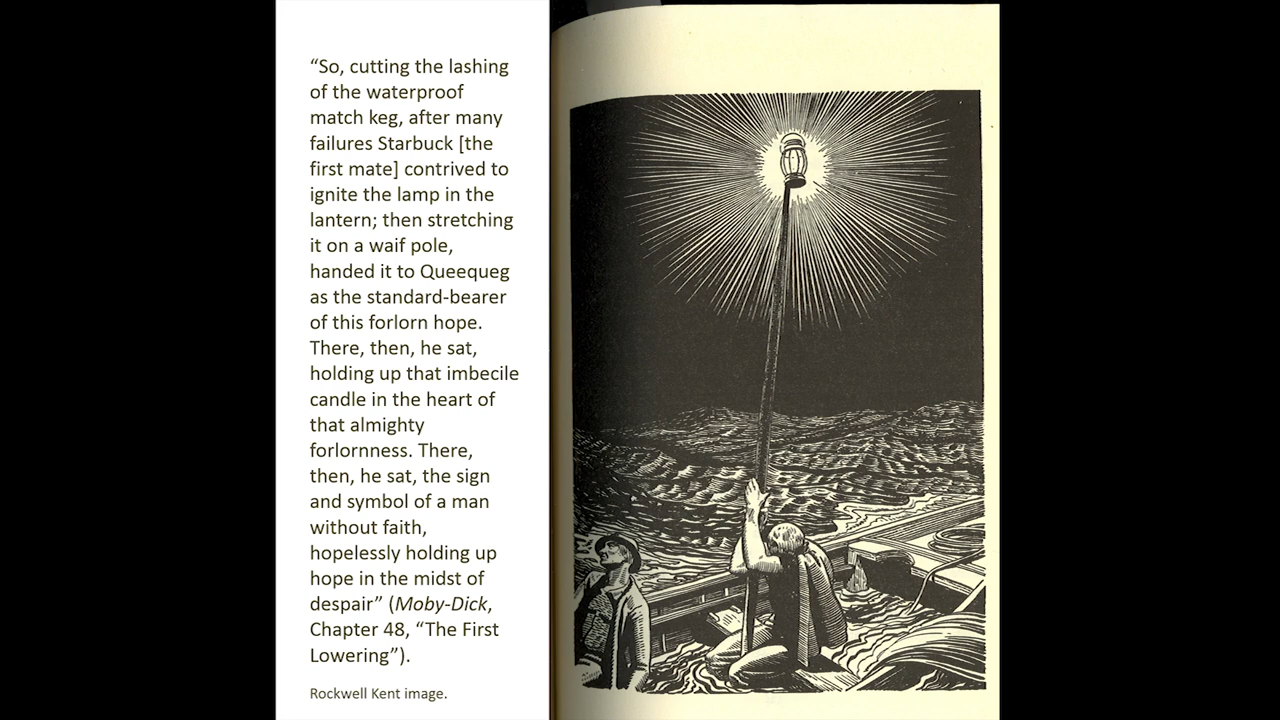 “So, cutting the lashing
of the waterproof
match keg, after many
failures Starbuck [the
first mate] contrived to
ignite the lamp in the
lantern; then stretching
it on a waif pole,
handed it to Queequeg
as the standard-bearer
of this forlorn hope.
There, then, he sat,
holding up that imbecile
candle in the heart of
that almighty
forlornness. There,
then, he sat, the sign
and symbol of a man
without faith,
hopelessly holding up
hope in the midst of
despair” (Moby-Dick,
Chapter 48, “The First
Lowering”).
Rockwell Kent image.